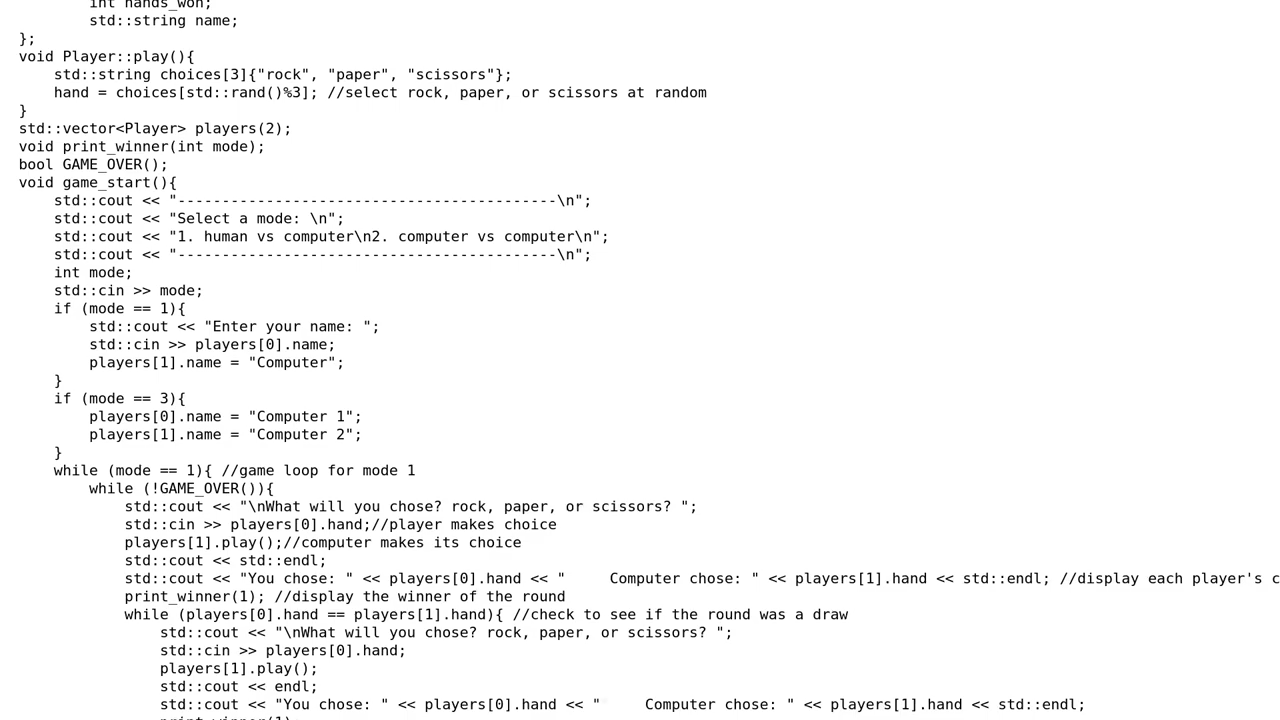 int hands_won;
std::string name;
};
void Player::play(){
std::string choices[3]{"rock", "paper", "scissors"};
hand = choices[std::rand()%3]; //select rock, paper, or scissors at random
}
std::vector<Player> players(2);
void print_winner(int mode);
bool GAME_OVER();
void game_start(){
std::cout << "-------------------------------------------\n";
std::cout << "Select a mode: \n";
std::cout << "1. human vs computer\n2. computer vs computer\n";
std::cout << "-------------------------------------------\n";
int mode;
std::cin >> mode;
if (mode == 1){
std::cout << "Enter your name: ";
std::cin >> players[0].name;
players[1].name = "Computer";
}
if (mode == 3){
players[0].name = "Computer 1";
players[1].name = "Computer 2";
}
while (mode == 1){ //game loop for mode 1
while (!GAME_OVER()){
std::cout << "\nWhat will you chose? rock, paper, or scissors? ";
std::cin >> players[0].hand;//player makes choice
players[1].play();//computer makes its choice
std::cout << std::endl;
std::cout << "You chose: " << players[0].hand << "     Computer chose: " << players[1].hand << std::endl; //display each player's c
print_winner(1); //display the winner of the round
while (players[0].hand == players[1].hand){ //check to see if the round was a draw
std::cout << "\nWhat will you chose? rock, paper, or scissors? ";
std::cin >> players[0].hand;
players[1].play();
std::cout << endl;
std::cout << "You chose: " << players[0].hand << "     Computer chose: " << players[1].hand << std::endl;
print_winner(1);